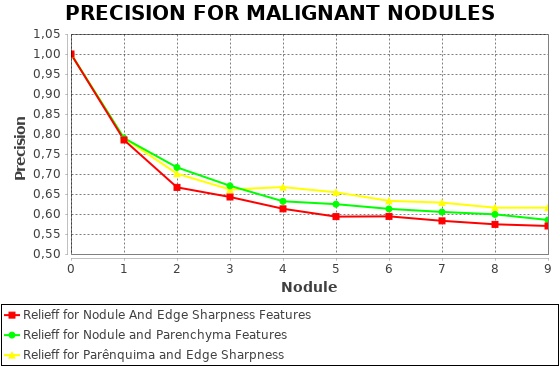 PRECISION FOR MALIGNANT NODULES
1,05
1,00
0,95
0,90
0,85
0,80
0,75
0,70
0,65
0,60
0,55
0,50
Precision
0 1 2 3 4 5 6 7 8 9
Nodule
Relieff for Nodule And Edge Sharpness Features
Relieff for Nodule and Parenchyma Features
Relieff for Parênquima and Edge Sharpness